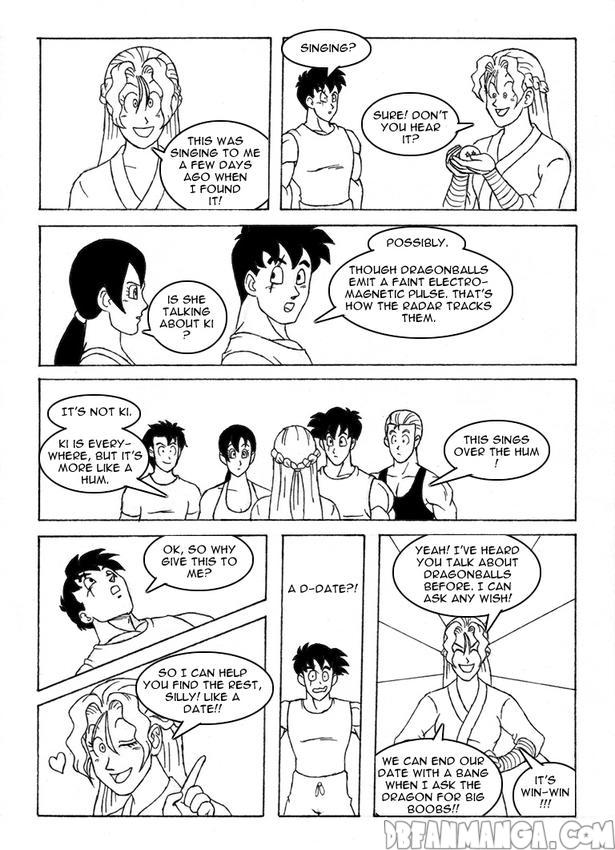 THIS WAS
SINGING TO ME
A FEW DAYS
AGO WHEN
I FOUND
IT!
SINGING?
SURE! DON'T
YOU HEAR
IT?
IS SHE
TALKING
ABOUT KI
?
POSSIBLY.
THOUGH DRAGONBALLS
EMIT A FAINT ELECTRO-
MAGNETIC PULSE. THAT'S
HOW THE RADAR TRACKS
THEM.
IT'S NOT KI.
KI IS EVERY-
WHERE, BUT IT'S
MORE LIKE A
HUM.
THIS SINGS
OVER THE HUM
!
OK, SO WHY
GIVE THIS TO
ME?
SO I CAN HELP
YOU FIND THE REST,
SILLY! LIKE A
DATE!!
A D-DATE?!
YEAH! I'VE HEARD
YOU TALK ABOUT
DRAGONBALLS
BEFORE. I CAN
ASK ANY WISH!
WE CAN END OUR
DATE WITH A BANG
WHEN I ASK THE
DRAGON FOR BIG
BOOBS!!
IT'S
WIN-WIN
!!!
DBFANMANGA.COM